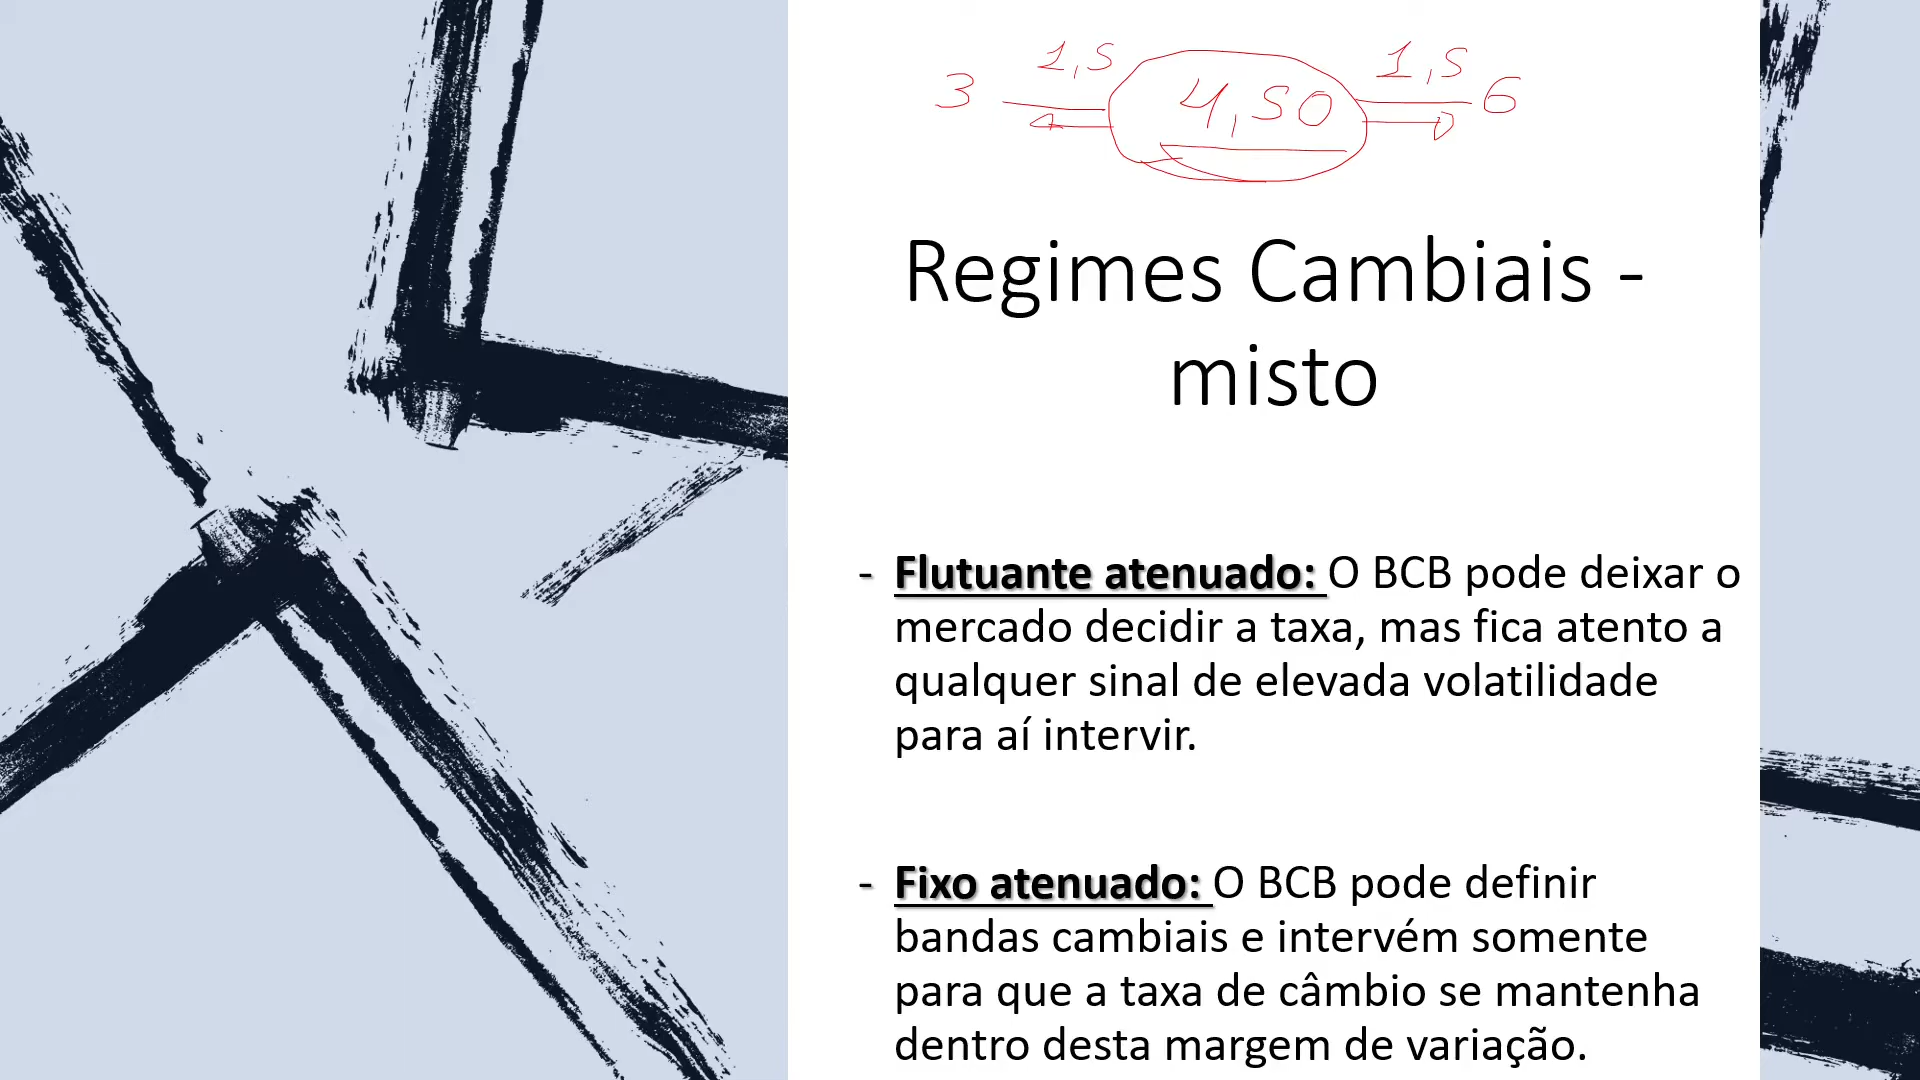 3 1,5 4,50 1,5 6
Regimes Cambiais -
misto
- Flutuante atenuado: O BCB pode deixar o
mercado decidir a taxa, mas fica atento a
qualquer sinal de elevada volatilidade
para aí intervir.
- Fixo atenuado: O BCB pode definir
bandas cambiais e intervém somente
para que a taxa de câmbio se mantenha
dentro desta margem de variação.